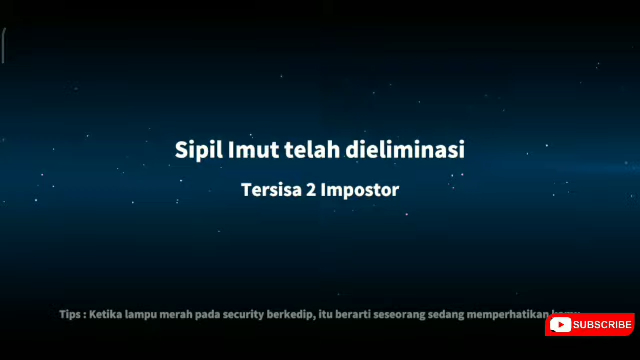 Sipil Imut telah dieliminasi
Tersisa 2 Impostor
Tips : Ketika lampu merah pada security berkedip, itu berarti seseorang sedang memperhatikan
SUBSCRIBE